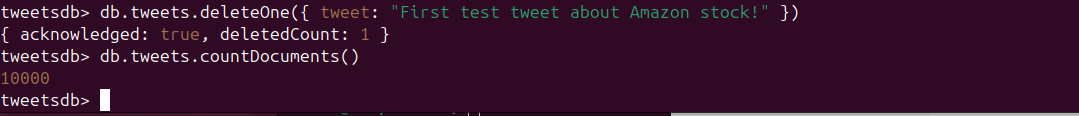 tweetsdb> db.tweets.deleteOne({ tweet: "First test tweet about Amazon stock!" })
{ acknowledged: true, deletedCount: 1 }
tweetsdb> db.tweets.countDocuments()
10000
tweetsdb>